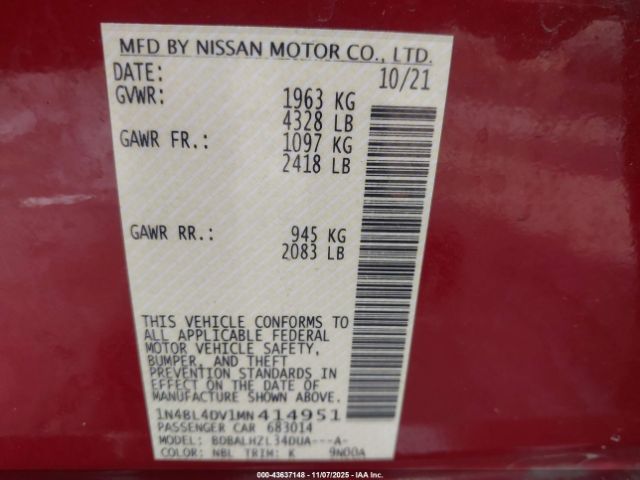 MFD BY NISSAN MOTOR CO., LTD.
DATE: 10/21
GVWR: 1963 KG
4328 LB
GAWR FR.: 1097 KG
2418 LB
GAWR RR.: 945 KG
2083 LB
THIS VEHICLE CONFORMS TO
ALL APPLICABLE FEDERAL
MOTOR VEHICLE SAFETY,
BUMPER, AND THEFT
PREVENTION STANDARDS
IN EFFECT ON THE DATE OF
MANUFACTURE SHOWN ABOVE.
1N4BL4DV1MN414951
PASSENGER CAR 683014
MODEL: BDBALHZL34DUA---A-
COLOR: NBL TRIM: K 9N00A
000-43637148 - 11/07/2025 - IAA Inc.